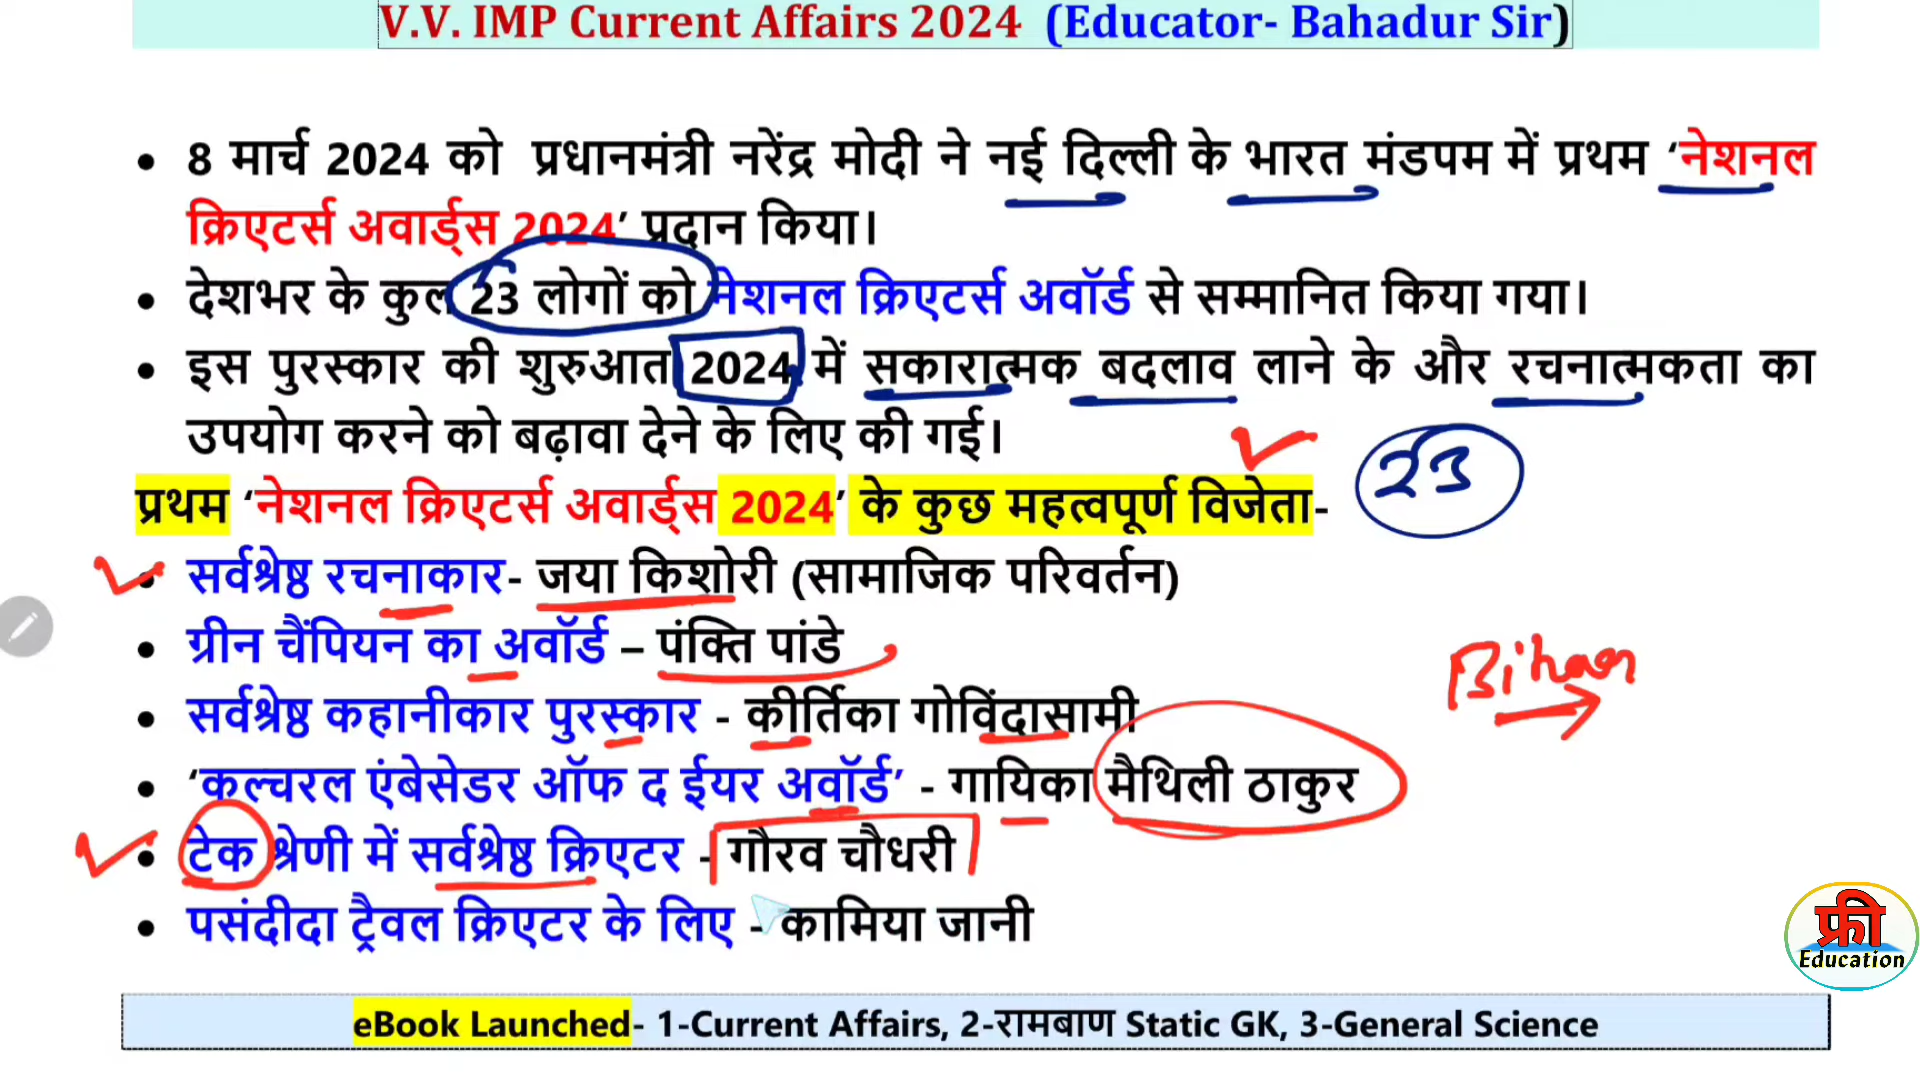 V.V. IMP Current Affairs 2024 (Educator- Bahadur Sir)
• 8 मार्च 2024 को प्रधानमंत्री नरेंद्र मोदी ने नई दिल्ली के भारत मंडपम में प्रथम ‘नेशनल
क्रिएटर्स अवार्ड्स 2024’ प्रदान किया।
• देशभर के कुल 23 लोगों को नेशनल क्रिएटर्स अवॉर्ड से सम्मानित किया गया।
• इस पुरस्कार की शुरुआत 2024 में सकारात्मक बदलाव लाने के और रचनात्मकता का
उपयोग करने को बढ़ावा देने के लिए की गई।
23
प्रथम ‘नेशनल क्रिएटर्स अवार्ड्स 2024’ के कुछ महत्वपूर्ण विजेता-
• सर्वश्रेष्ठ रचनाकार- जया किशोरी (सामाजिक परिवर्तन)
• ग्रीन चैंपियन का अवॉर्ड – पंक्ति पांडे
Bihar
• सर्वश्रेष्ठ कहानीकार पुरस्कार - कीर्तिका गोविंदासामी
• ‘कल्चरल एंबेसेडर ऑफ द ईयर अवॉर्ड’ - गायिका मैथिली ठाकुर
• टेक श्रेणी में सर्वश्रेष्ठ क्रिएटर - गौरव चौधरी
• पसंदीदा ट्रैवल क्रिएटर के लिए - कामिया जानी
फ्री
Education
eBook Launched- 1-Current Affairs, 2-रामबाण Static GK, 3-General Science